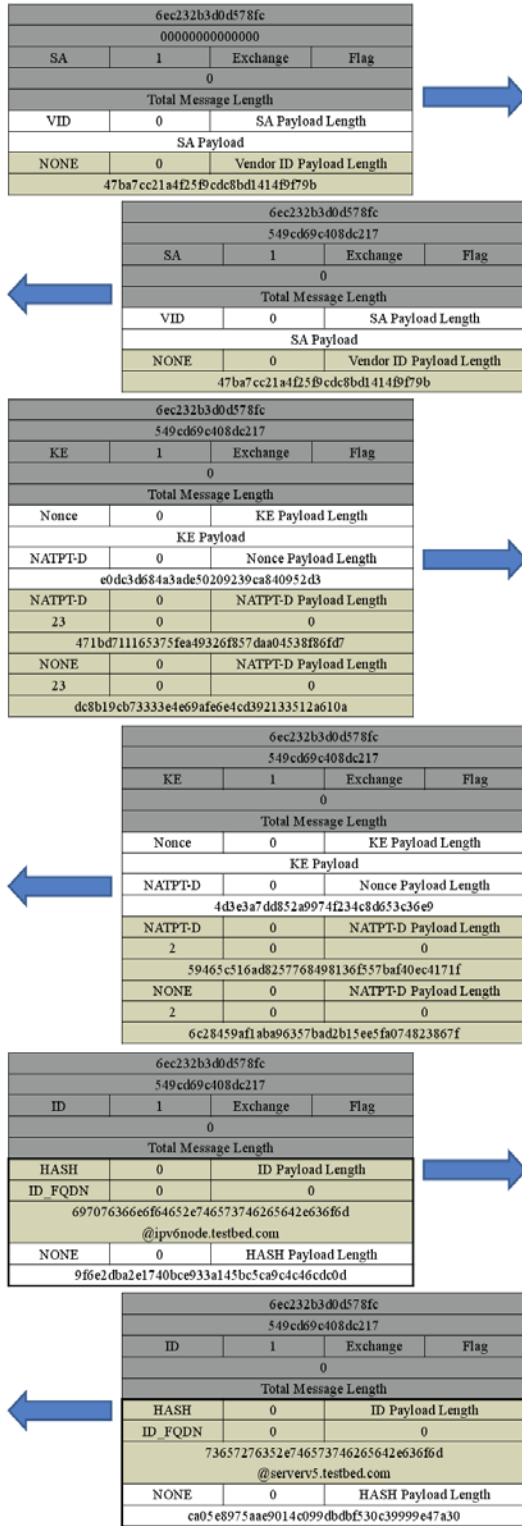 6ec232b3d0d578fc
00000000000000
SA 1 Exchange Flag
0
Total Message Length
VID 0 SA Payload Length
SA Payload
NONE 0 Vendor ID Payload Length
47ba7cc21a4f25f9cdc8bd1414f9f79b
6ec232b3d0d578fc
549cd69c408dc217
SA 1 Exchange Flag
0
Total Message Length
VID 0 SA Payload Length
SA Payload
NONE 0 Vendor ID Payload Length
47ba7cc21a4f25f9cdc8bd1414f9f79b
6ec232b3d0d578fc
549cd69c408dc217
KE 1 Exchange Flag
0
Total Message Length
Nonce 0 KE Payload Length
KE Payload
NATPT-D 0 Nonce Payload Length
e0dc3d684a3ade50209239ca840952d3
NATPT-D 0 NATPT-D Payload Length
23 0 0
471bd711165375fea49326f857daa04538f86fd7
NONE 0 NATPT-D Payload Length
23 0 0
dc8b19cb73333e4e69afe6e4cd392133512a610a
6ec232b3d0d578fc
549cd69c408dc217
KE 1 Exchange Flag
0
Total Message Length
Nonce 0 KE Payload Length
KE Payload
NATPT-D 0 Nonce Payload Length
4d3e3a7dd852a9974f234c8d653c36e9
NATPT-D 0 NATPT-D Payload Length
2 0 0
59465c516ad8257768498136f557baf40ec4171f
NONE 0 NATPT-D Payload Length
2 0 0
6c28459af1aba96357bad2b15ee5fa074823867f
6ec232b3d0d578fc
549cd69c408dc217
ID 1 Exchange Flag
0
Total Message Length
HASH 0 ID Payload Length
ID_FQDN 0 0
697076366e6f64652e746573746265642e636f6d
@ipv6node.testbed.com
NONE 0 HASH Payload Length
9f6e2dba2e1740bce933a145bc5ca9c4c46cdc0d
6ec232b3d0d578fc
549cd69c408dc217
ID 1 Exchange Flag
0
Total Message Length
HASH 0 ID Payload Length
ID_FQDN 0 0
73657276352e746573746265642e636f6d
@serverv5.testbed.com
NONE 0 HASH Payload Length
ca05e8975aae9014c099dbdbf530c39999e47a30